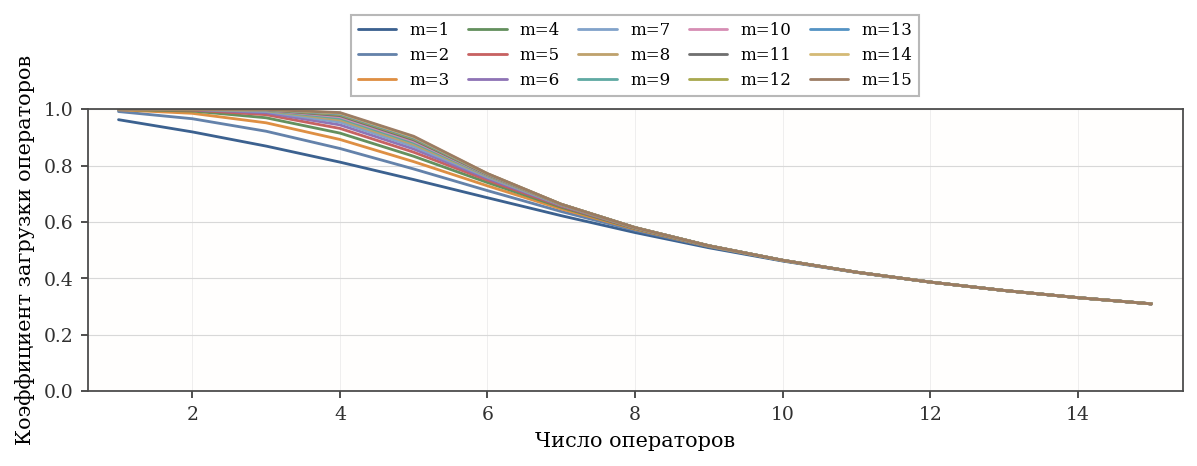 m=1 m=4 m=7 m=10 m=13
m=2 m=5 m=8 m=11 m=14
m=3 m=6 m=9 m=12 m=15
Коэффициент загрузки операторов
1.0
0.8
0.6
0.4
0.2
0.0
2 4 6 8 10 12 14
Число операторов